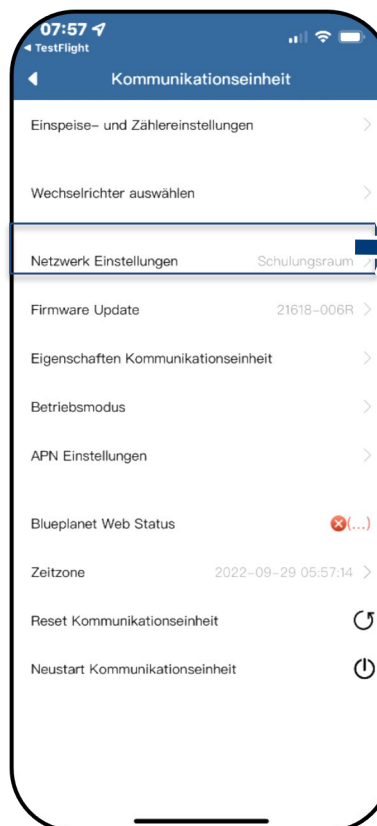 07:57
◄ TestFlight
Kommunikationseinheit
Einspeise- und Zählereinstellungen
Wechselrichter auswählen
Netzwerk Einstellungen Schulungsraum
Firmware Update 21618-006R
Eigenschaften Kommunikationseinheit
Betriebsmodus
APN Einstellungen
Blueplanet Web Status (...)
Zeitzone 2022-09-29 05:57:14
Reset Kommunikationseinheit
Neustart Kommunikationseinheit